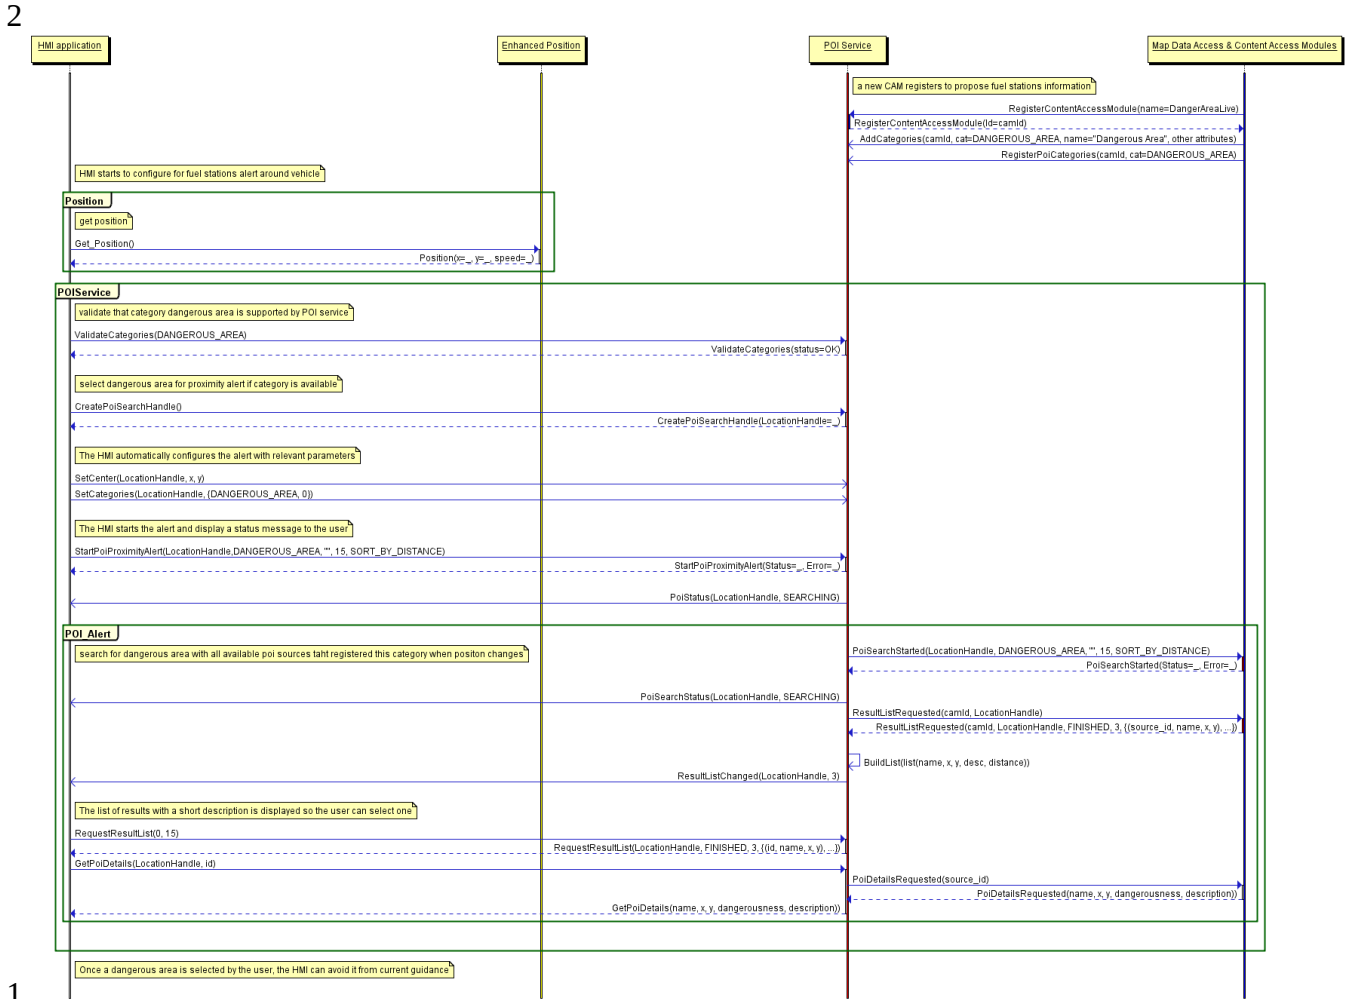 2
HMI application
Enhanced Position
POI Service
Map Data Access & Content Access Modules
a new CAM registers to propose fuel stations information
RegisterContentAccessModule(name=DangerAreaLive)
RegisterContentAccessModule(Id=camId)
AddCategories(camId, cat=DANGEROUS_AREA, name="Dangerous Area", other attributes)
RegisterPoiCategories(camId, cat=DANGEROUS_AREA)
HMI starts to configure for fuel stations alert around vehicle
Position
get position
Get_Position()
Position(x=_, y=_, speed=_)
POIService
validate that category dangerous area is supported by POI service
ValidateCategories(DANGEROUS_AREA)
ValidateCategories(status=OK)
select dangerous area for proximity alert if category is available
CreatePoiSearchHandle()
CreatePoiSearchHandle(LocationHandle=_)
The HMI automatically configures the alert with relevant parameters
SetCenter(LocationHandle, x, y)
SetCategories(LocationHandle, {DANGEROUS_AREA, 0})
The HMI starts the alert and display a status message to the user
StartPoiProximityAlert(LocationHandle,DANGEROUS_AREA, "", 15, SORT_BY_DISTANCE)
StartPoiProximityAlert(Status=_, Error=_)
PoiStatus(LocationHandle, SEARCHING)
POI_Alert
search for dangerous area with all available poi sources taht registered this category when positon changes
PoiSearchStarted(LocationHandle, DANGEROUS_AREA, "", 15, SORT_BY_DISTANCE)
PoiSearchStarted(Status=_, Error=_)
PoiSearchStatus(LocationHandle, SEARCHING)
ResultListRequested(camId, LocationHandle)
ResultListRequested(camId, LocationHandle, FINISHED, 3, {(source_id, name, x, y), ...})
BuildList(list(name, x, y, desc, distance))
ResultListChanged(LocationHandle, 3)
The list of results with a short description is displayed so the user can select one
RequestResultList(0, 15)
RequestResultList(LocationHandle, FINISHED, 3, {(id, name, x, y), ...})
GetPoiDetails(LocationHandle, id)
PoiDetailsRequested(source_id)
PoiDetailsRequested(name, x, y, dangerousness, description))
GetPoiDetails(name, x, y, dangerousness, description))
Once a dangerous area is selected by the user, the HMI can avoid it from current guidance
1